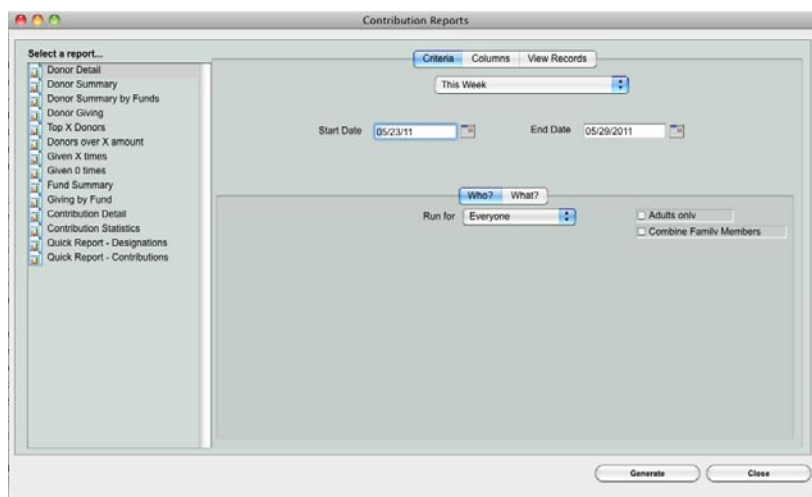 Contribution Reports
Select a report...
Donor Detail
Donor Summary
Donor Summary by Funds
Donor Giving
Top X Donors
Donors over X amount
Given X times
Given 0 times
Fund Summary
Giving by Fund
Contribution Detail
Contribution Statistics
Quick Report - Designations
Quick Report - Contributions
Criteria Columns View Records
This Week
Start Date 05/23/11 End Date 05/29/2011
Who? What?
Run for Everyone Adults only
Combine Family Members
Generate Close